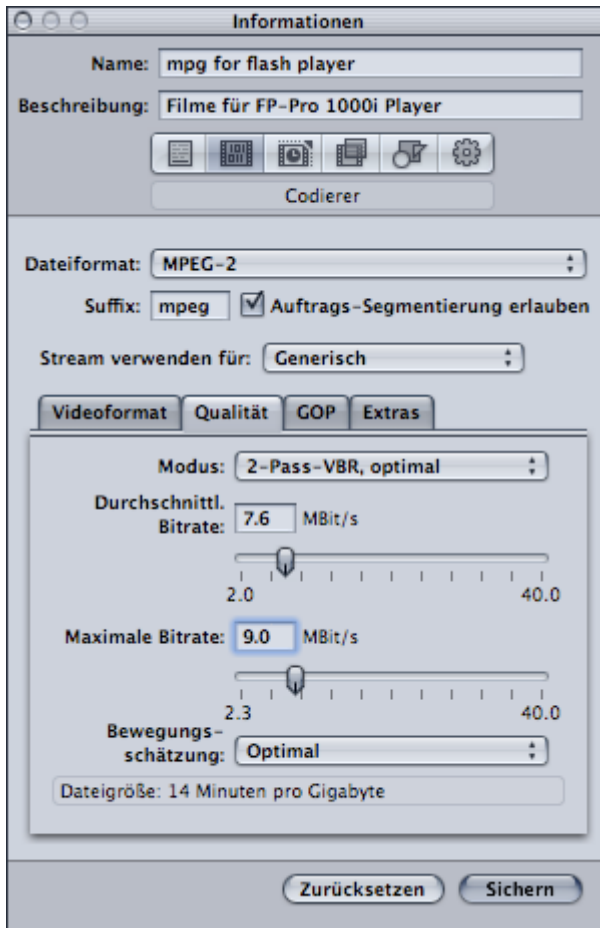 Informationen
Name: mpg for flash player
Beschreibung: Filme für FP-Pro 1000i Player
Codierer
Dateiformat: MPEG-2
Suffix: mpeg Auftrags-Segmentierung erlauben
Stream verwenden für: Generisch
Videoformat Qualität GOP Extras
Modus: 2-Pass-VBR, optimal
Durchschnittl.
Bitrate: 7.6 MBit/s
2.0 40.0
Maximale Bitrate: 9.0 MBit/s
2.3 40.0
Bewegungs-
schätzung: Optimal
Dateigröße: 14 Minuten pro Gigabyte
Zurücksetzen Sichern